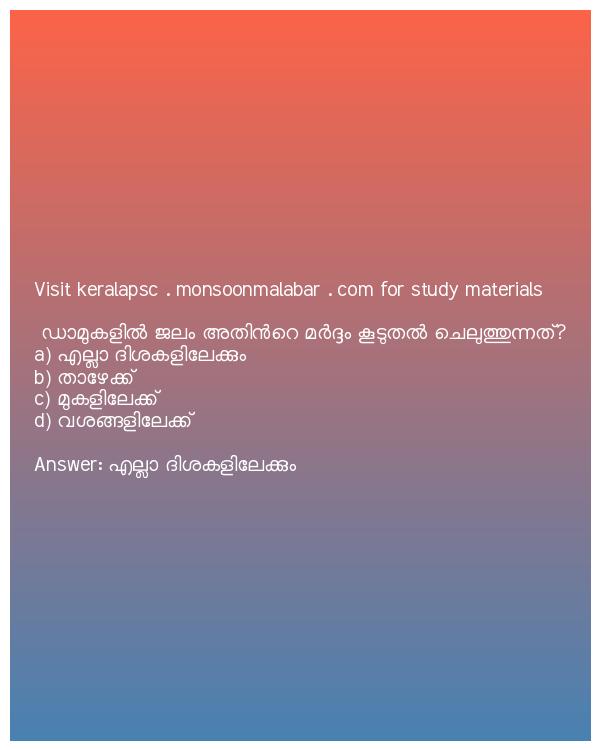 Visit keralapsc . monsoonmalabar . com for study materials
ഡാമുകളിൽ ജലം അതിൻറെ മർദ്ദം കൂടുതൽ ചെലുത്തുന്നത്?
a) എല്ലാ ദിശകളിലേക്കും
b) താഴേക്ക്
c) മുകളിലേക്ക്
d) വശങ്ങളിലേക്ക്
Answer: എല്ലാ ദിശകളിലേക്കും